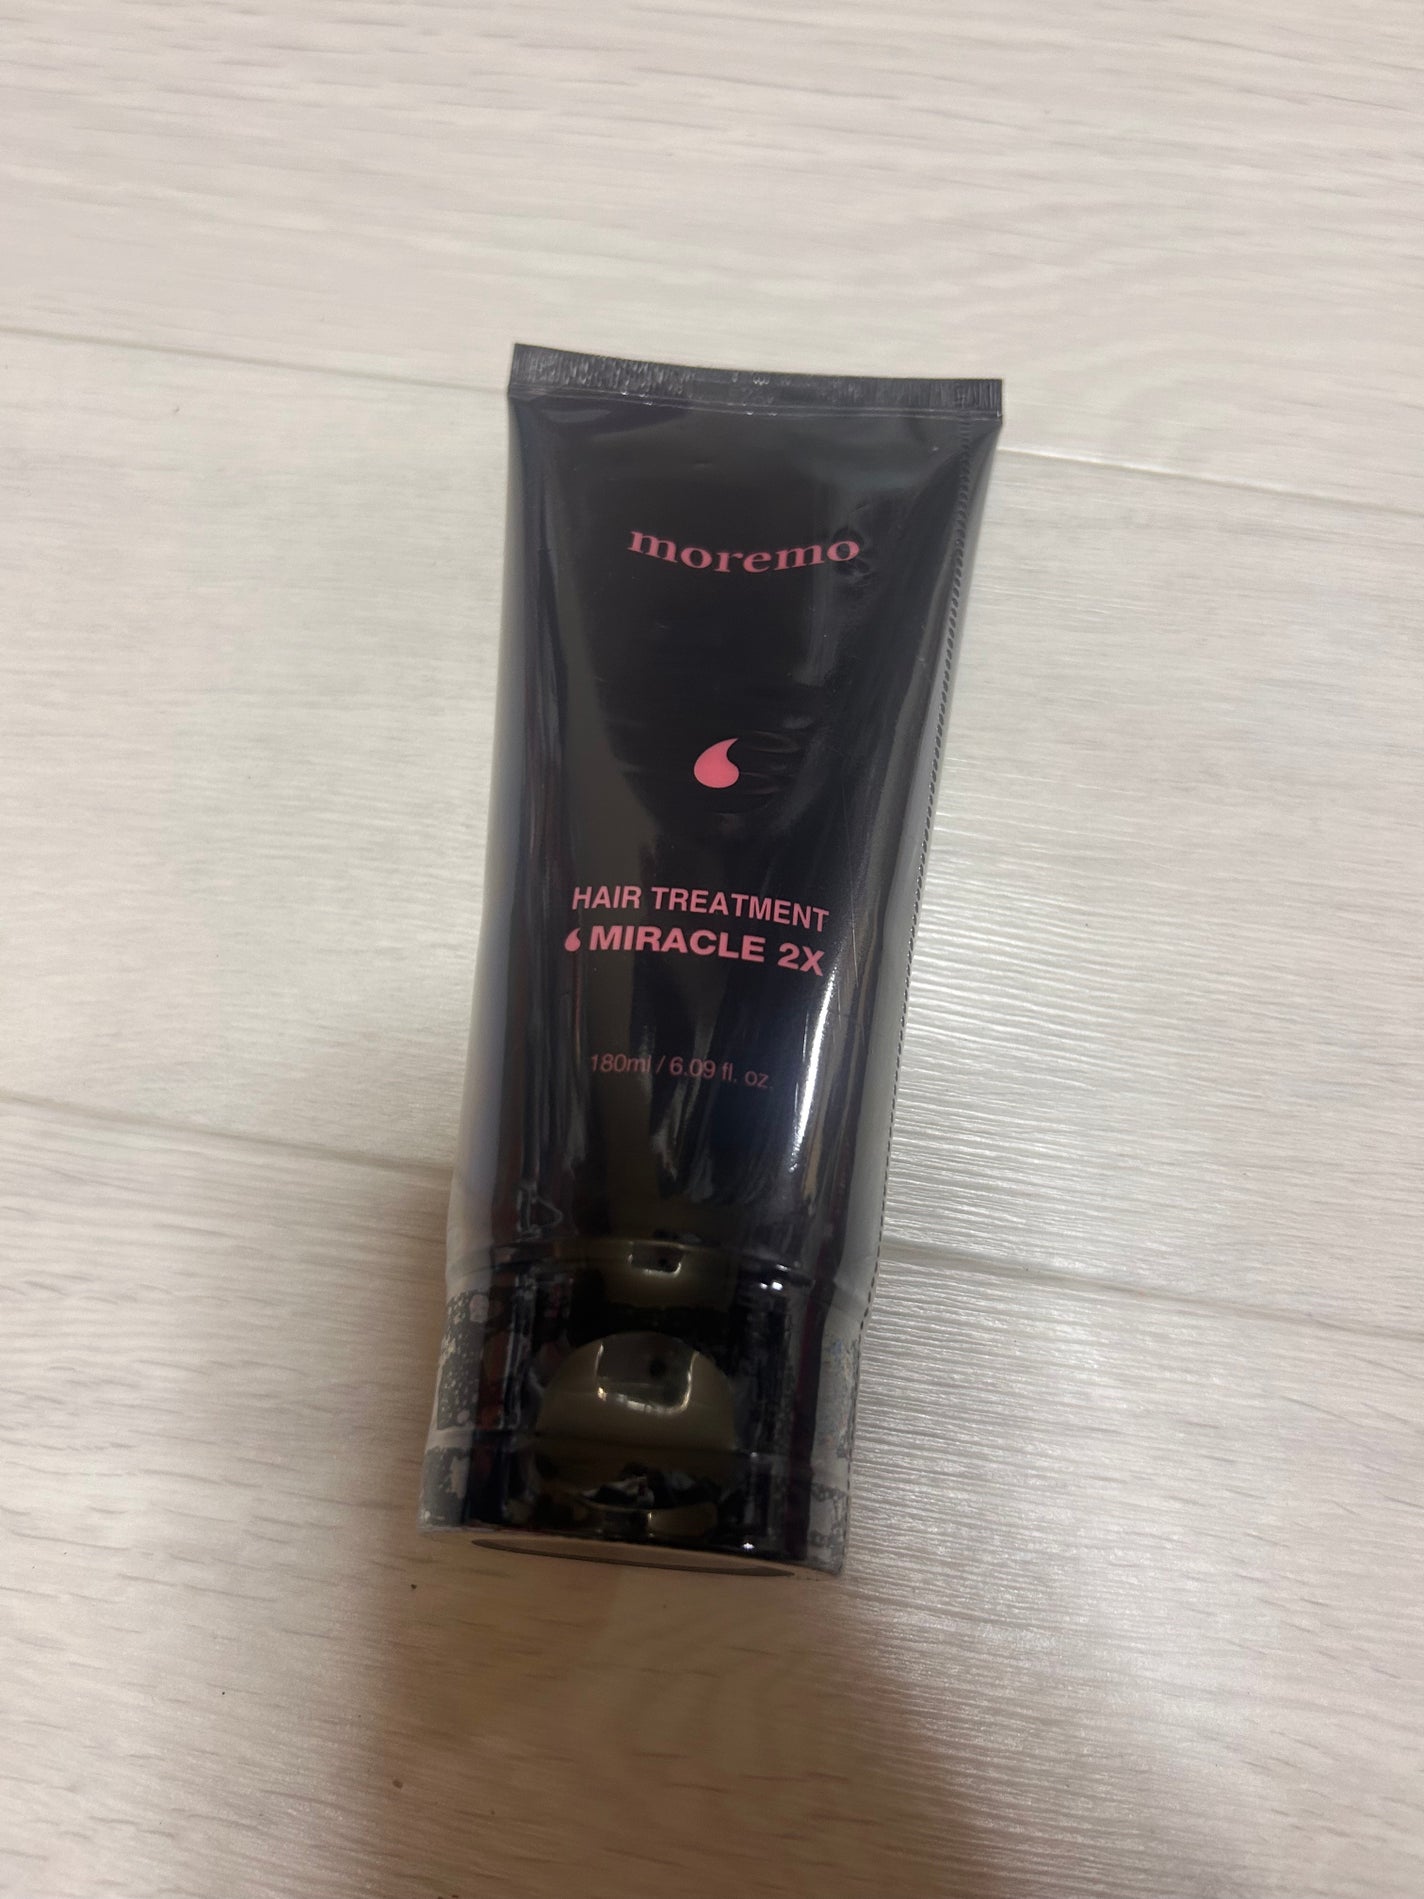 moremo
HAIR TREATMENT
MIRACLE 2X
180ml / 6.09 fl. oz.